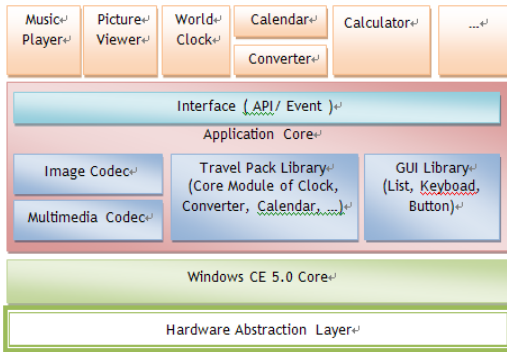 Music
Player
Picture
Viewer
World
Clock
Calendar
Converter
Calculator
...
Interface ( API/ Event )
Application Core
Image Codec
Multimedia Codec
Travel Pack Library
(Core Module of Clock,
Converter, Calendar, ...)
GUI Library
(List, Keyboad,
Button)
Windows CE 5.0 Core
Hardware Abstraction Layer